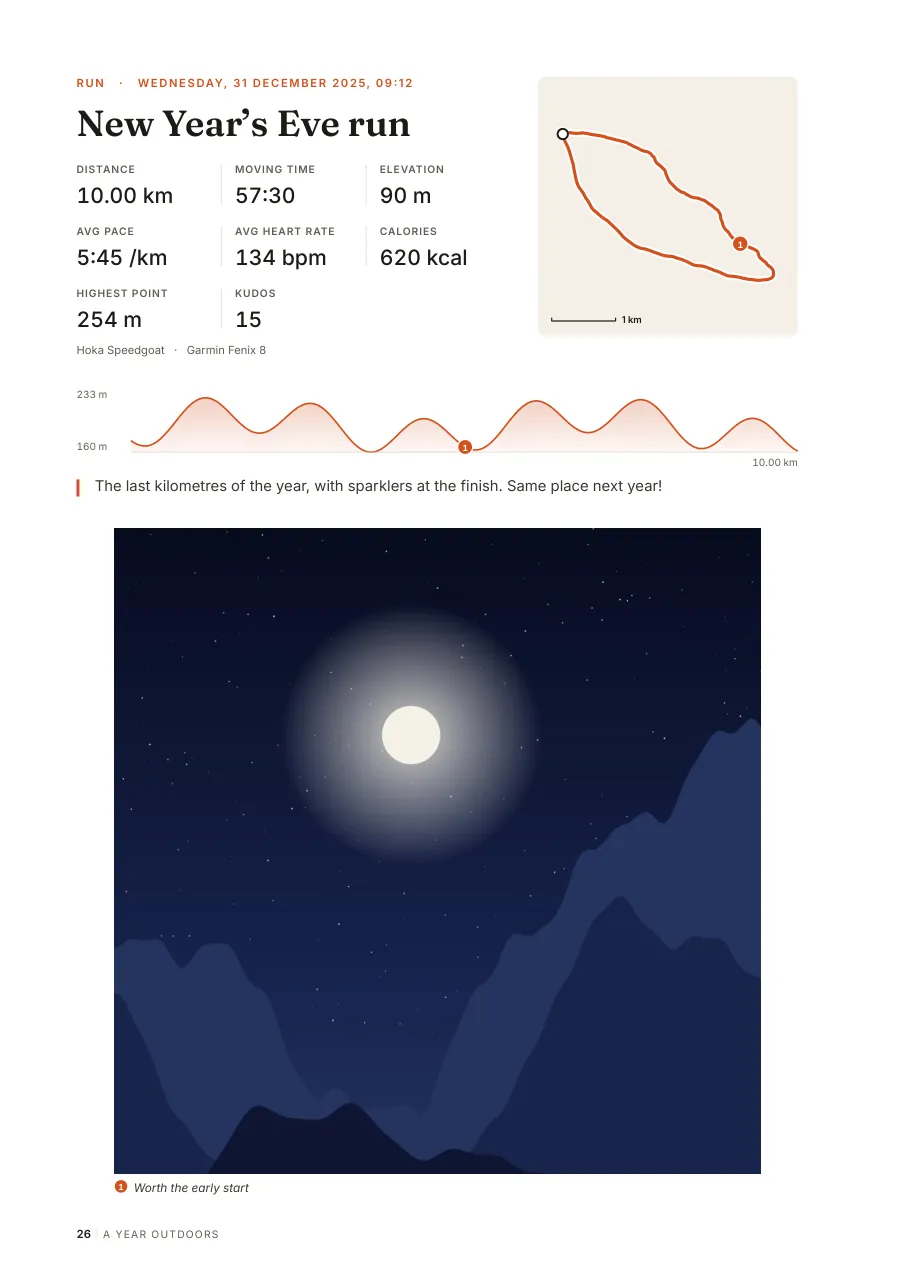 RUN · WEDNESDAY, 31 DECEMBER 2025, 09:12
New Year’s Eve run
DISTANCE MOVING TIME ELEVATION
10.00 km 57:30 90 m
AVG PACE AVG HEART RATE CALORIES
5:45 /km 134 bpm 620 kcal
HIGHEST POINT KUDOS
254 m 15
Hoka Speedgoat · Garmin Fenix 8
1
1 km
233 m
160 m
1
10.00 km
The last kilometres of the year, with sparklers at the finish. Same place next year!
1 Worth the early start
26 A YEAR OUTDOORS